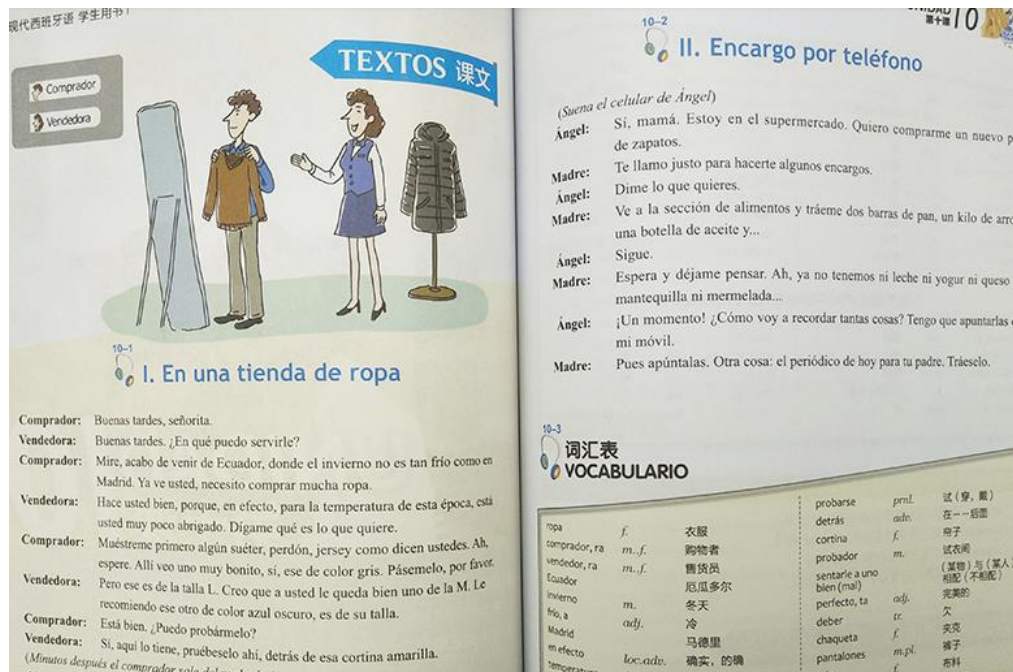 现代西班牙语 学生用书1
Comprador
Vendedora
TEXTOS 课文
10-1
I. En una tienda de ropa
Comprador: Buenas tardes, señorita.
Vendedora: Buenas tardes. ¿En qué puedo servirle?
Comprador: Mire, acabo de venir de Ecuador, donde el invierno no es tan frío como en
Madrid. Ya ve usted, necesito comprar mucha ropa.
Vendedora: Hace usted bien, porque, en efecto, para la temperatura de esta época, está
usted muy poco abrigado. Dígame qué es lo que quiere.
Comprador: Muéstreme primero algún suéter, perdón, jersey como dicen ustedes. Ah,
espere. Allí veo uno muy bonito, sí, ese de color gris. Pásemelo, por favor.
Vendedora: Pero ese es de la talla L. Creo que a usted le queda bien uno de la M. Le
recomiendo ese otro de color azul oscuro, es de su talla.
Comprador: Está bien. ¿Puedo probármelo?
Vendedora: Sí, aquí lo tiene, pruébeselo ahí, detrás de esa cortina amarilla.
(Minutos después el comprador sale
UNIDAD
第十课 10
10-2
II. Encargo por teléfono
(Suena el celular de Ángel)
Ángel: Sí, mamá. Estoy en el supermercado. Quiero comprarme un nuevo
de zapatos.
Madre: Te llamo justo para hacerte algunos encargos.
Ángel: Dime lo que quieres.
Madre: Ve a la sección de alimentos y tráeme dos barras de pan, un kilo de
una botella de aceite y...
Ángel: Sigue.
Madre: Espera y déjame pensar. Ah, ya no tenemos ni leche ni yogur ni queso
mantequilla ni mermelada...
Ángel: ¡Un momento! ¿Cómo voy a recordar tantas cosas? Tengo que apuntarlas
mi móvil.
Madre: Pues apúntalas. Otra cosa: el periódico de hoy para tu padre. Tráeselo.
10-3
词汇表
VOCABULARIO
ropa f. 衣服
comprador, ra m.,f. 购物者
vendedor, ra m.,f. 售货员
Ecuador 厄瓜多尔
invierno m. 冬天
frío, a adj. 冷
Madrid 马德里
en efecto loc.adv. 确实，的确
temperatura
probarse prnl. 试（穿，戴）
detrás adv. 在——后面
cortina f. 帘子
probador m. 试衣间
sentarle a uno （某物）与（某人）
bien (mal) 相配（不相配）
perfecto, ta adj. 完美的
deber tr. 欠
chaqueta f. 夹克
pantalones m.pl. 裤子
f. 布料